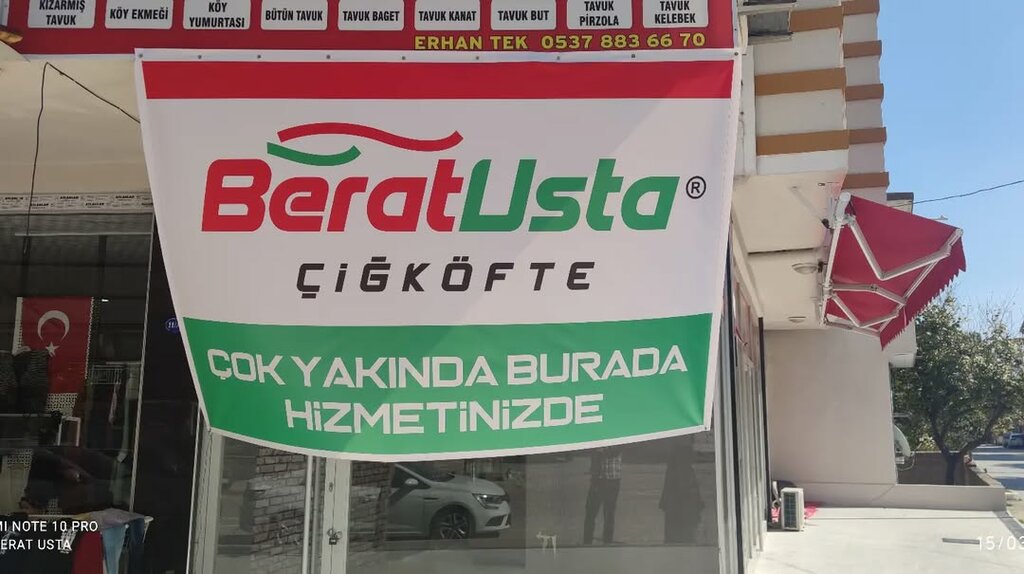 KIZARMIŞ
TAVUK
KÖY EKMEĞİ
KÖY
YUMURTASI
BÜTÜN TAVUK
TAVUK BAGET
TAVUK KANAT
TAVUK BUT
TAVUK
PİRZOLA
TAVUK
KELEBEK
ERHAN TEK 0537 883 66 70
BeratUsta®
ÇİĞKÖFTE
ÇOK YAKINDA BURADA
HİZMETİNİZDE
MI NOTE 10 PRO
BERAT USTA
15/03